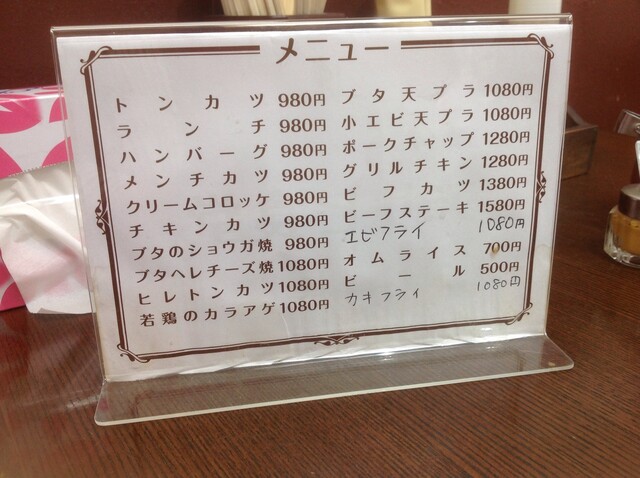 メニュー
トンカツ 980円
ランチ 980円
ハンバーグ 980円
メンチカツ 980円
クリームコロッケ 980円
チキンカツ 980円
ブタのショウガ焼 980円
ブタヘレチーズ焼 1080円
ヒレトンカツ 1080円
若鶏のカラアゲ 1080円
ブタ天プラ 1080円
小エビ天プラ 1080円
ポークチャップ 1280円
グリルチキン 1280円
ビフカツ 1380円
ビーフステーキ 1580円
エビフライ 1080円
オムライス 700円
ビール 500円
カキフライ 1080円